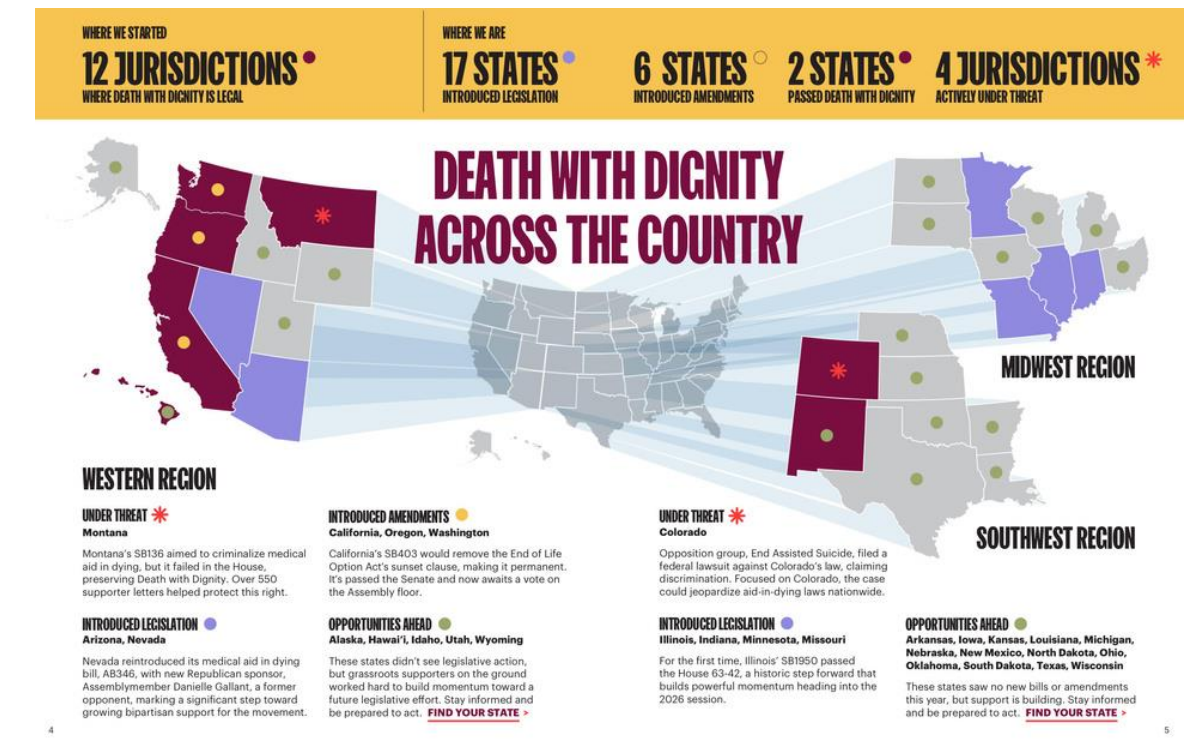 WHERE WE STARTED
12 JURISDICTIONS
WHERE DEATH WITH DIGNITY IS LEGAL
WHERE WE ARE
17 STATES
INTRODUCED LEGISLATION
6 STATES
INTRODUCED AMENDMENTS
2 STATES
PASSED DEATH WITH DIGNITY
4 JURISDICTIONS
ACTIVELY UNDER THREAT
DEATH WITH DIGNITY
ACROSS THE COUNTRY
MIDWEST REGION
WESTERN REGION
UNDER THREAT
Montana
Montana's SB136 aimed to criminalize medical
aid in dying, but it failed in the House,
preserving Death with Dignity. Over 550
supporter letters helped protect this right.
INTRODUCED LEGISLATION
Arizona, Nevada
Nevada reintroduced its medical aid in dying
bill, AB346, with new Republican sponsor,
Assemblymember Danielle Gallant, a former
opponent, marking a significant step toward
growing bipartisan support for the movement.
INTRODUCED AMENDMENTS
California, Oregon, Washington
California's SB403 would remove the End of Life
Option Act's sunset clause, making it permanent.
It's passed the Senate and now awaits a vote on
the Assembly floor.
OPPORTUNITIES AHEAD
Alaska, Hawai'i, Idaho, Utah, Wyoming
These states didn't see legislative action,
but grassroots supporters on the ground
worked hard to build momentum toward a
future legislative effort. Stay informed and
be prepared to act. FIND YOUR STATE >
SOUTHWEST REGION
UNDER THREAT
Colorado
Opposition group, End Assisted Suicide, filed a
federal lawsuit against Colorado's law, claiming
discrimination. Focused on Colorado, the case
could jeopardize aid-in-dying laws nationwide.
INTRODUCED LEGISLATION
Illinois, Indiana, Minnesota, Missouri
For the first time, Illinois' SB1950 passed
the House 63-42, a historic step forward that
builds powerful momentum heading into the
2026 session.
OPPORTUNITIES AHEAD
Arkansas, Iowa, Kansas, Louisiana, Michigan,
Nebraska, New Mexico, North Dakota, Ohio,
Oklahoma, South Dakota, Texas, Wisconsin
These states saw no new bills or amendments
this year, but support is building. Stay informed
and be prepared to act. FIND YOUR STATE >
4
5